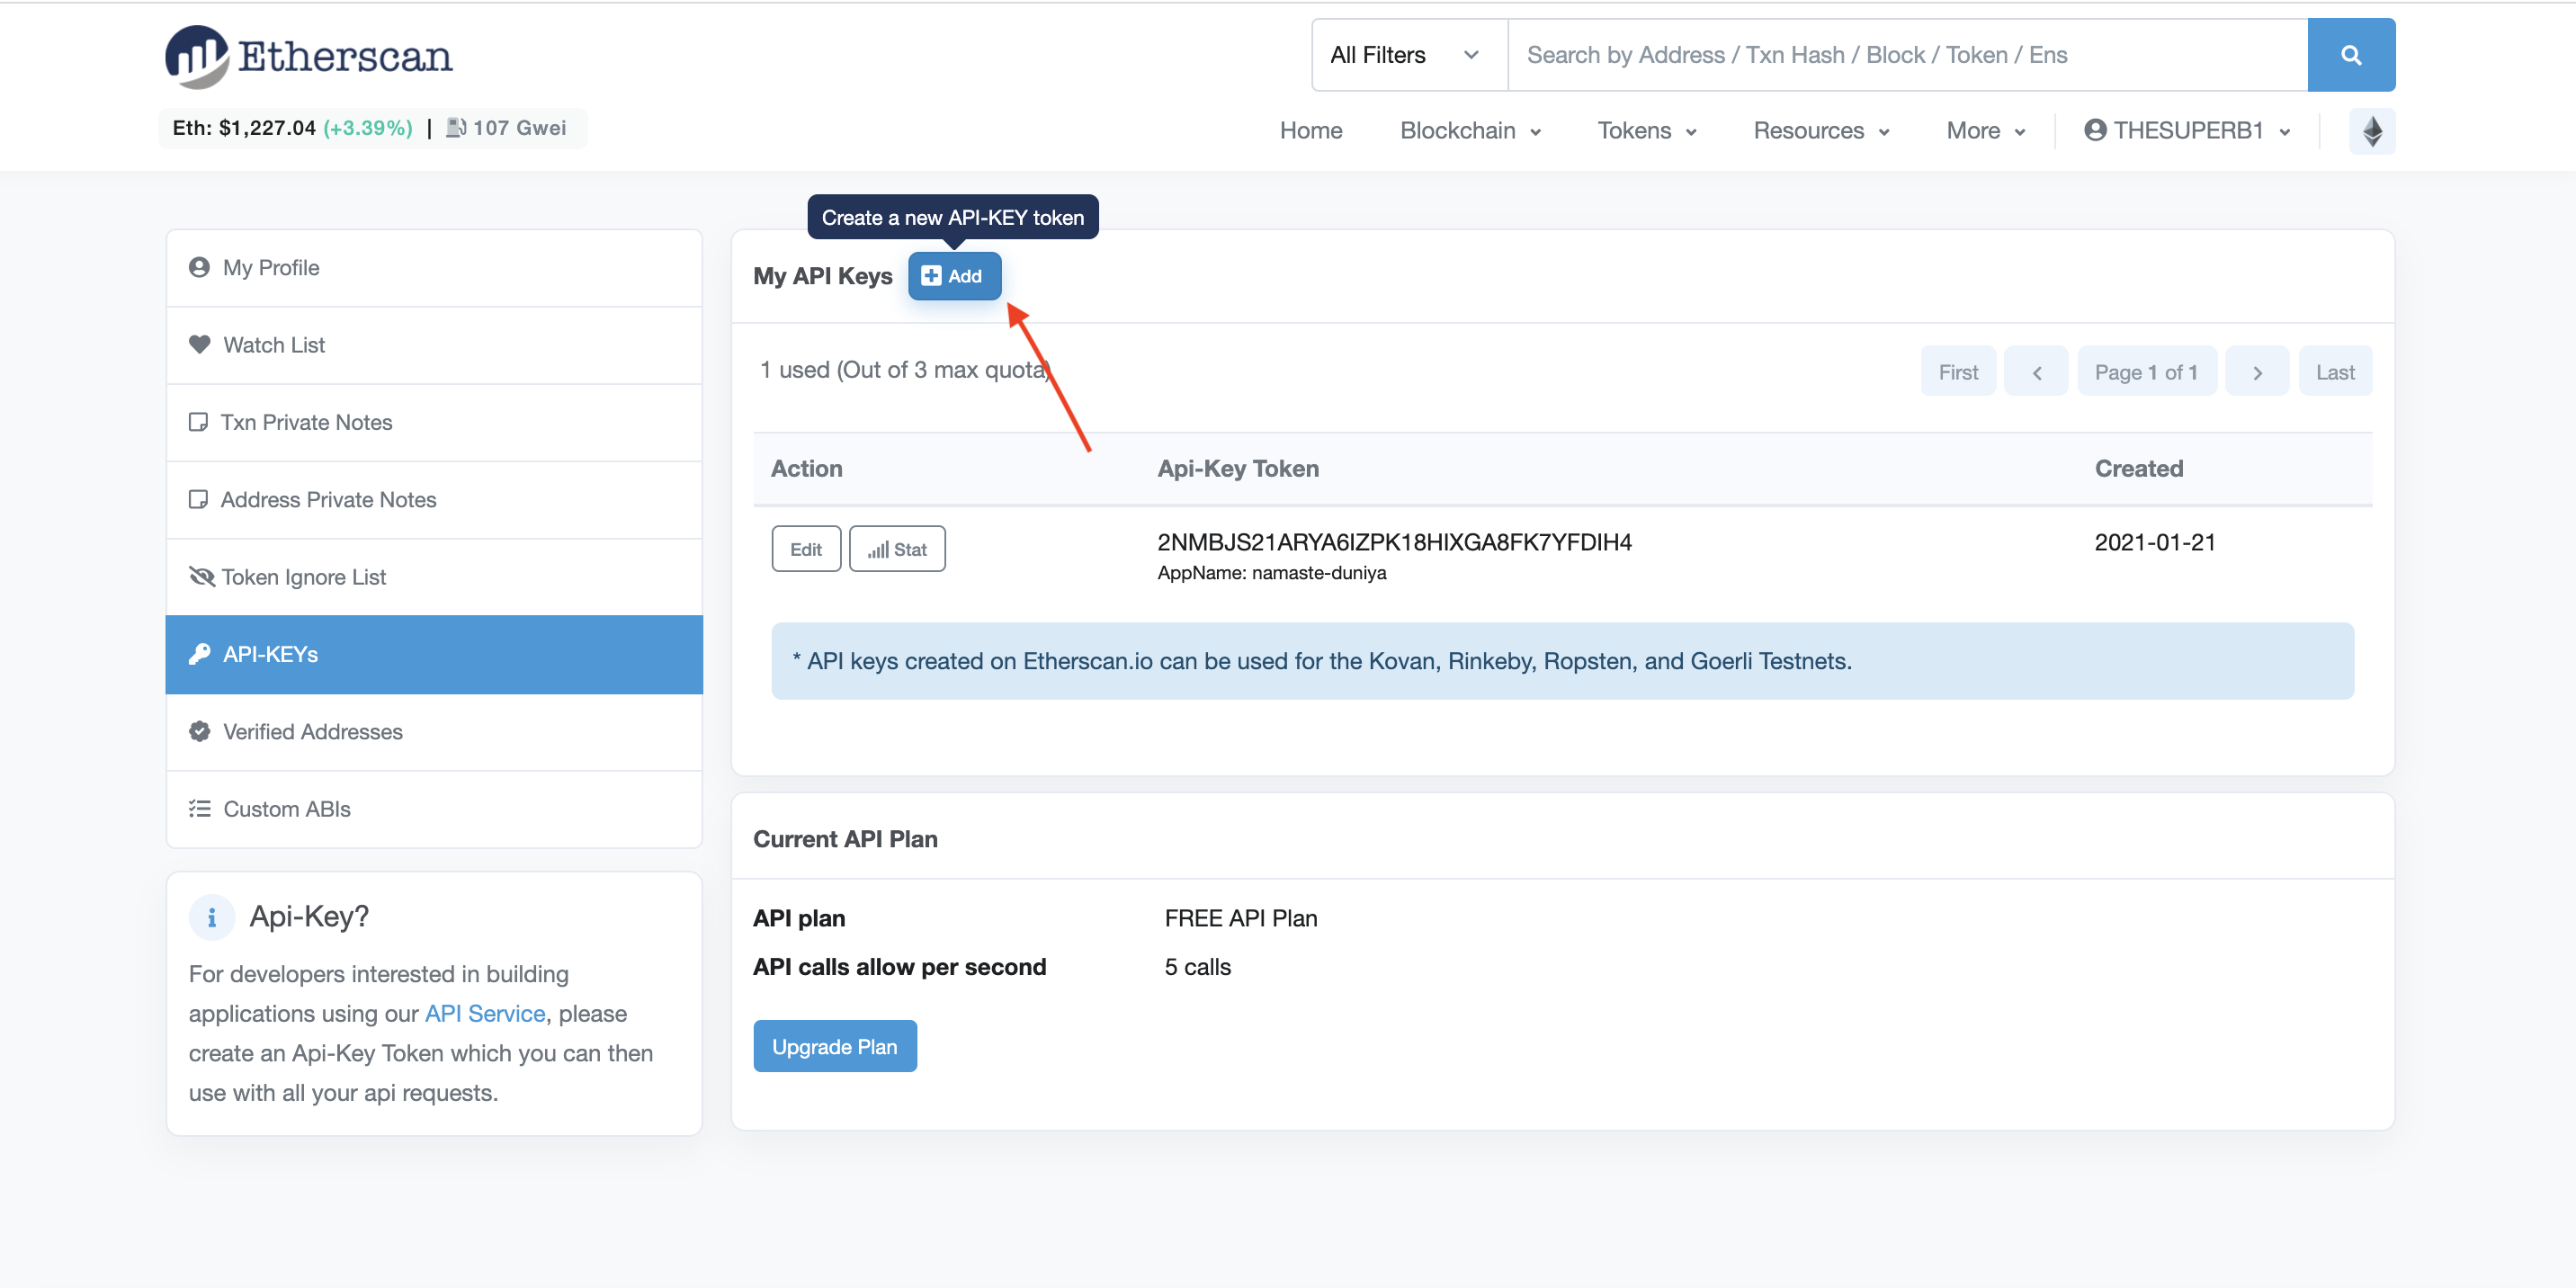 Etherscan
All Filters
Search by Address / Txn Hash / Block / Token / Ens
Eth: $1,227.04 (+3.39%) | 107 Gwei
Home Blockchain Tokens Resources More THESUPERB1
My Profile
Watch List
Txn Private Notes
Address Private Notes
Token Ignore List
API-KEYs
Verified Addresses
Custom ABIs
Api-Key?
For developers interested in building
applications using our API Service, please
create an Api-Key Token which you can then
use with all your api requests.
Create a new API-KEY token
My API Keys Add
1 used (Out of 3 max quota)
First Page 1 of 1 Last
Action Api-Key Token Created
Edit Stat 2NMBJS21ARYA6IZPK18HIXGA8FK7YFDIH4 2021-01-21
AppName: namaste-duniya
* API keys created on Etherscan.io can be used for the Kovan, Rinkeby, Ropsten, and Goerli Testnets.
Current API Plan
API plan FREE API Plan
API calls allow per second 5 calls
Upgrade Plan